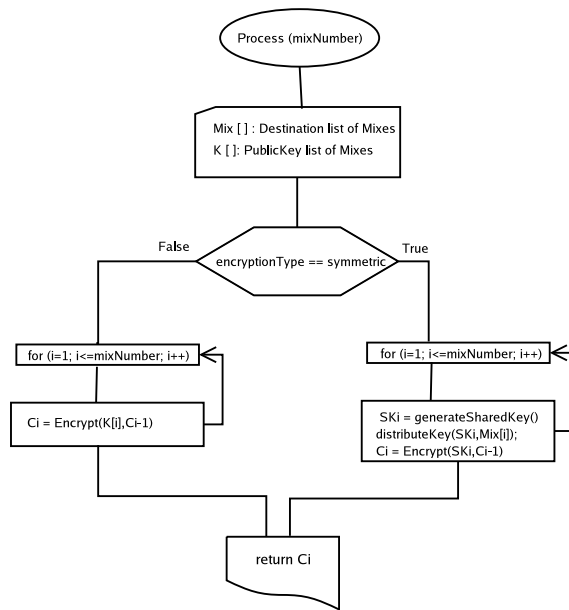 Process (mixNumber)
Mix [ ] : Destination list of Mixes
K [ ]: PublicKey list of Mixes
False
True
encryptionType == symmetric
for (i=1; i<=mixNumber; i++)
Ci = Encrypt(K[i],Ci-1)
for (i=1; i<=mixNumber; i++)
SKi = generateSharedKey()
distributeKey(SKi,Mix[i]);
Ci = Encrypt(SKi,Ci-1)
return Ci